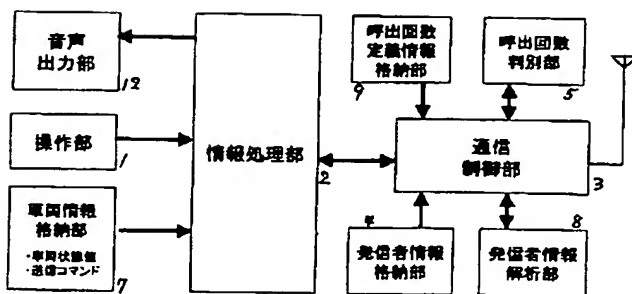 音声
出力部
12
操作部
1
車両情報
格納部
・車両状態値
・送信コマンド
7
情報処理部
2
呼出回数
定義情報
格納部
9
呼出回数
判別部
5
通信
制御部
3
4
発信者情報
格納部
8
発信者情報
解析部